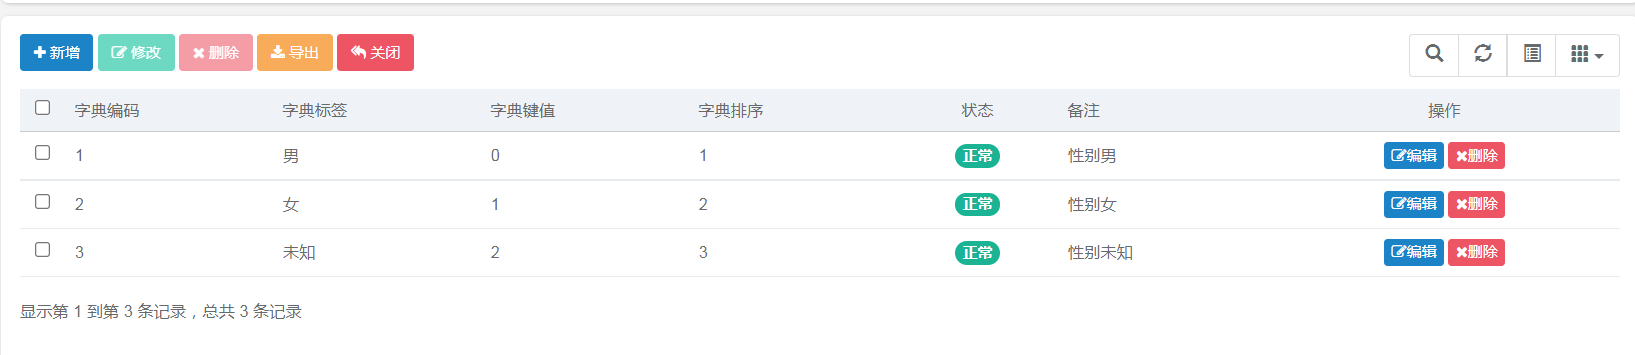 新增 修改 删除 导出 关闭
字典编码 字典标签 字典键值 字典排序 状态 备注 操作
1 男 0 1 正常 性别男 编辑 删除
2 女 1 2 正常 性别女 编辑 删除
3 未知 2 3 正常 性别未知 编辑 删除
显示第 1 到第 3 条记录，总共 3 条记录